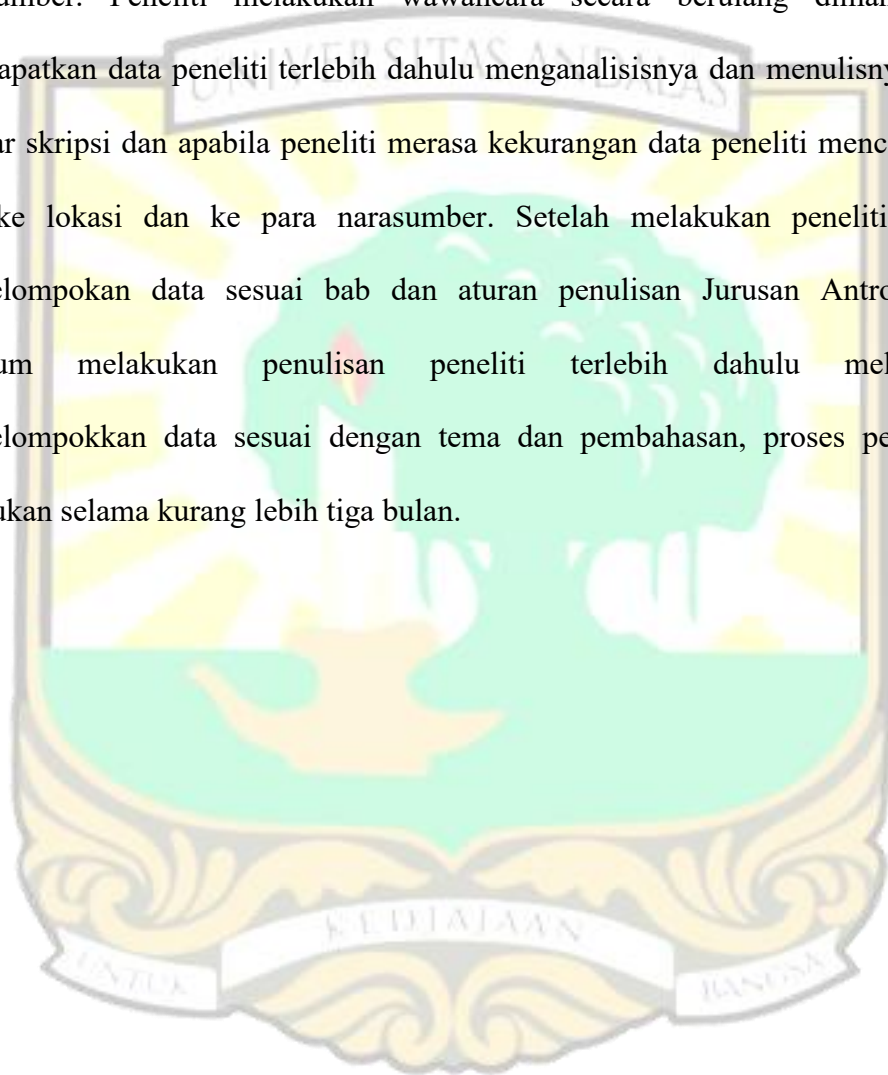 umber. Peneliti melakukan wawancara secara berulang dima
UNIVERSITAS ANDALAS
apatkan data peneliti terlebih dahulu menganalisisnya dan menulisny
ar skripsi dan apabila peneliti merasa kekurangan data peneliti menc
ke lokasi dan ke para narasumber. Setelah melakukan peneliti
elompokan data sesuai bab dan aturan penulisan Jurusan Antro
um melakukan penulisan peneliti terlebih dahulu mel
elompokkan data sesuai dengan tema dan pembahasan, proses pe
ukan selama kurang lebih tiga bulan.
KEDJAJAAN
UNTUK
BANGSA